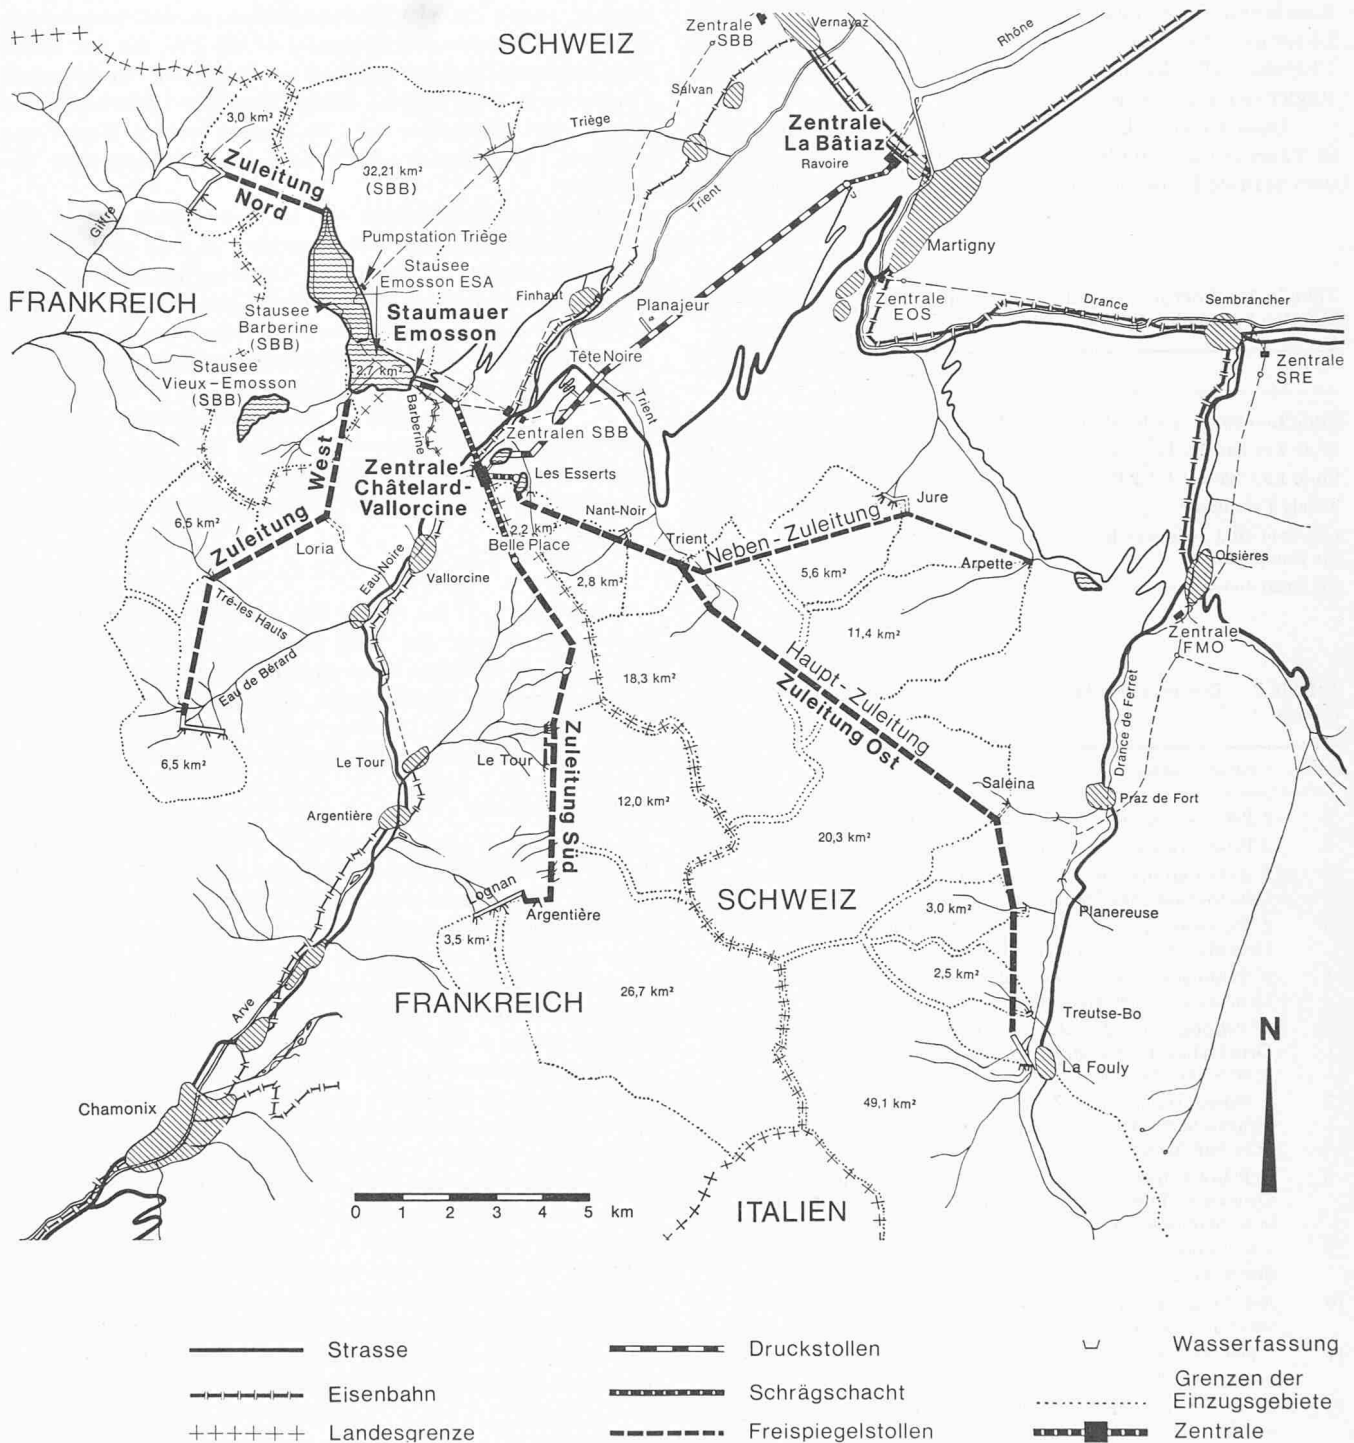 SCHWEIZ
Zentrale
SBB
Vernayaz
Rhône
Salvan
3,0 km²
Triège
Zentrale
La Bâtiaz
Ravoire
Zuleitung
Nord
32,21 km²
(SBB)
Trient
Giffre
Pumpstation Triège
Martigny
Stausee
Emosson ESA
FRANKREICH
Finhaut
Planajeur
Zentrale
EOS
Drance
Sembrancher
Stausee
Barberine
(SBB)
Staumauer
Emosson
Stausee
Vieux-Emosson
(SBB)
2,7 km²
Tête Noire
Zentrale
SRE
Barberine
Trient
Zentralen SBB
West
Zentrale
Châtelard-
Vallorcine
Les Esserts
Jure
6,5 km²
Zuleitung
Nant-Noir
2,2 km²
Loria
Belle Place
Trient
Neben-Zuleitung
Orsières
Eau Noire
Vallorcine
2,8 km²
5,6 km²
Arpette
Tré-les Hauts
11,4 km²
Zentrale
FMO
Eau de Bérard
18,3 km²
Haupt-Zuleitung
Zuleitung Ost
Drance de Ferret
6,5 km²
Le Tour
Le Tour
Zuleitung Süd
Saleina
Praz de Fort
Argentière
12,0 km²
20,3 km²
Lognan
SCHWEIZ
Argentière
3,0 km²
Planereuse
3,5 km²
2,5 km²
FRANKREICH
26,7 km²
Arve
Treutse-Bo
N
La Fouly
Chamonix
49,1 km²
0 1 2 3 4 5 km
ITALIEN
Strasse
Druckstollen
Wasserfassung
Eisenbahn
Schrägschacht
Grenzen der
Einzugsgebiete
Landesgrenze
Freispiegelstollen
Zentrale